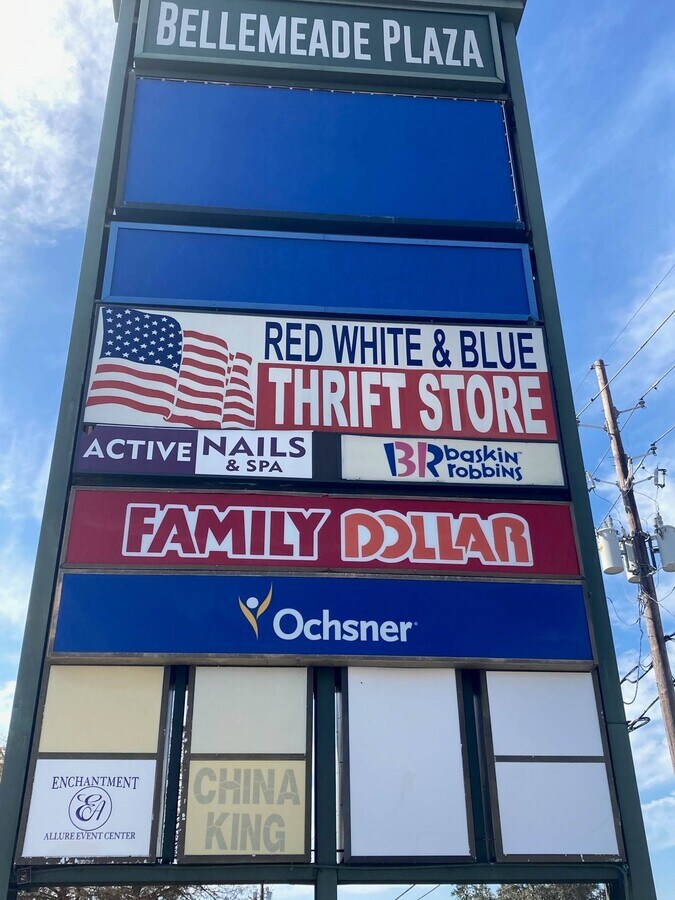 BELLEMEADE PLAZA
RED WHITE & BLUE
THRIFT STORE
ACTIVE NAILS
& SPA
BR baskin
robbins
FAMILY DOLLAR
Ochsner
ENCHANTMENT
EA
ALLURE EVENT CENTER
CHINA
KING